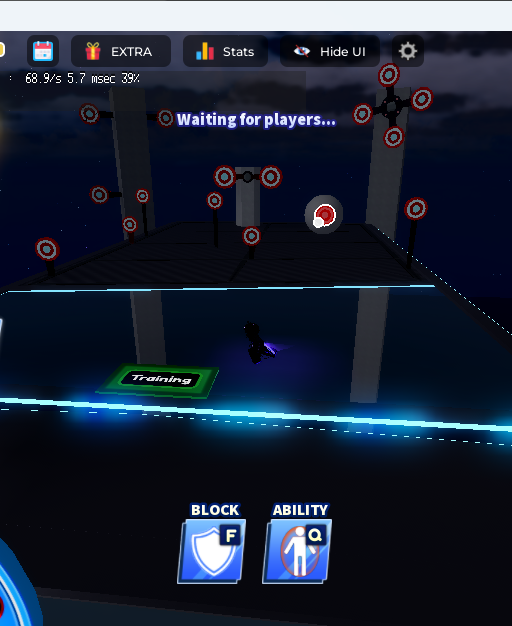 EXTRA
Stats
Hide UI
: 68.9/s 5.7 msec 39%
Waiting for players...
Training
BLOCK
ABILITY
F
Q